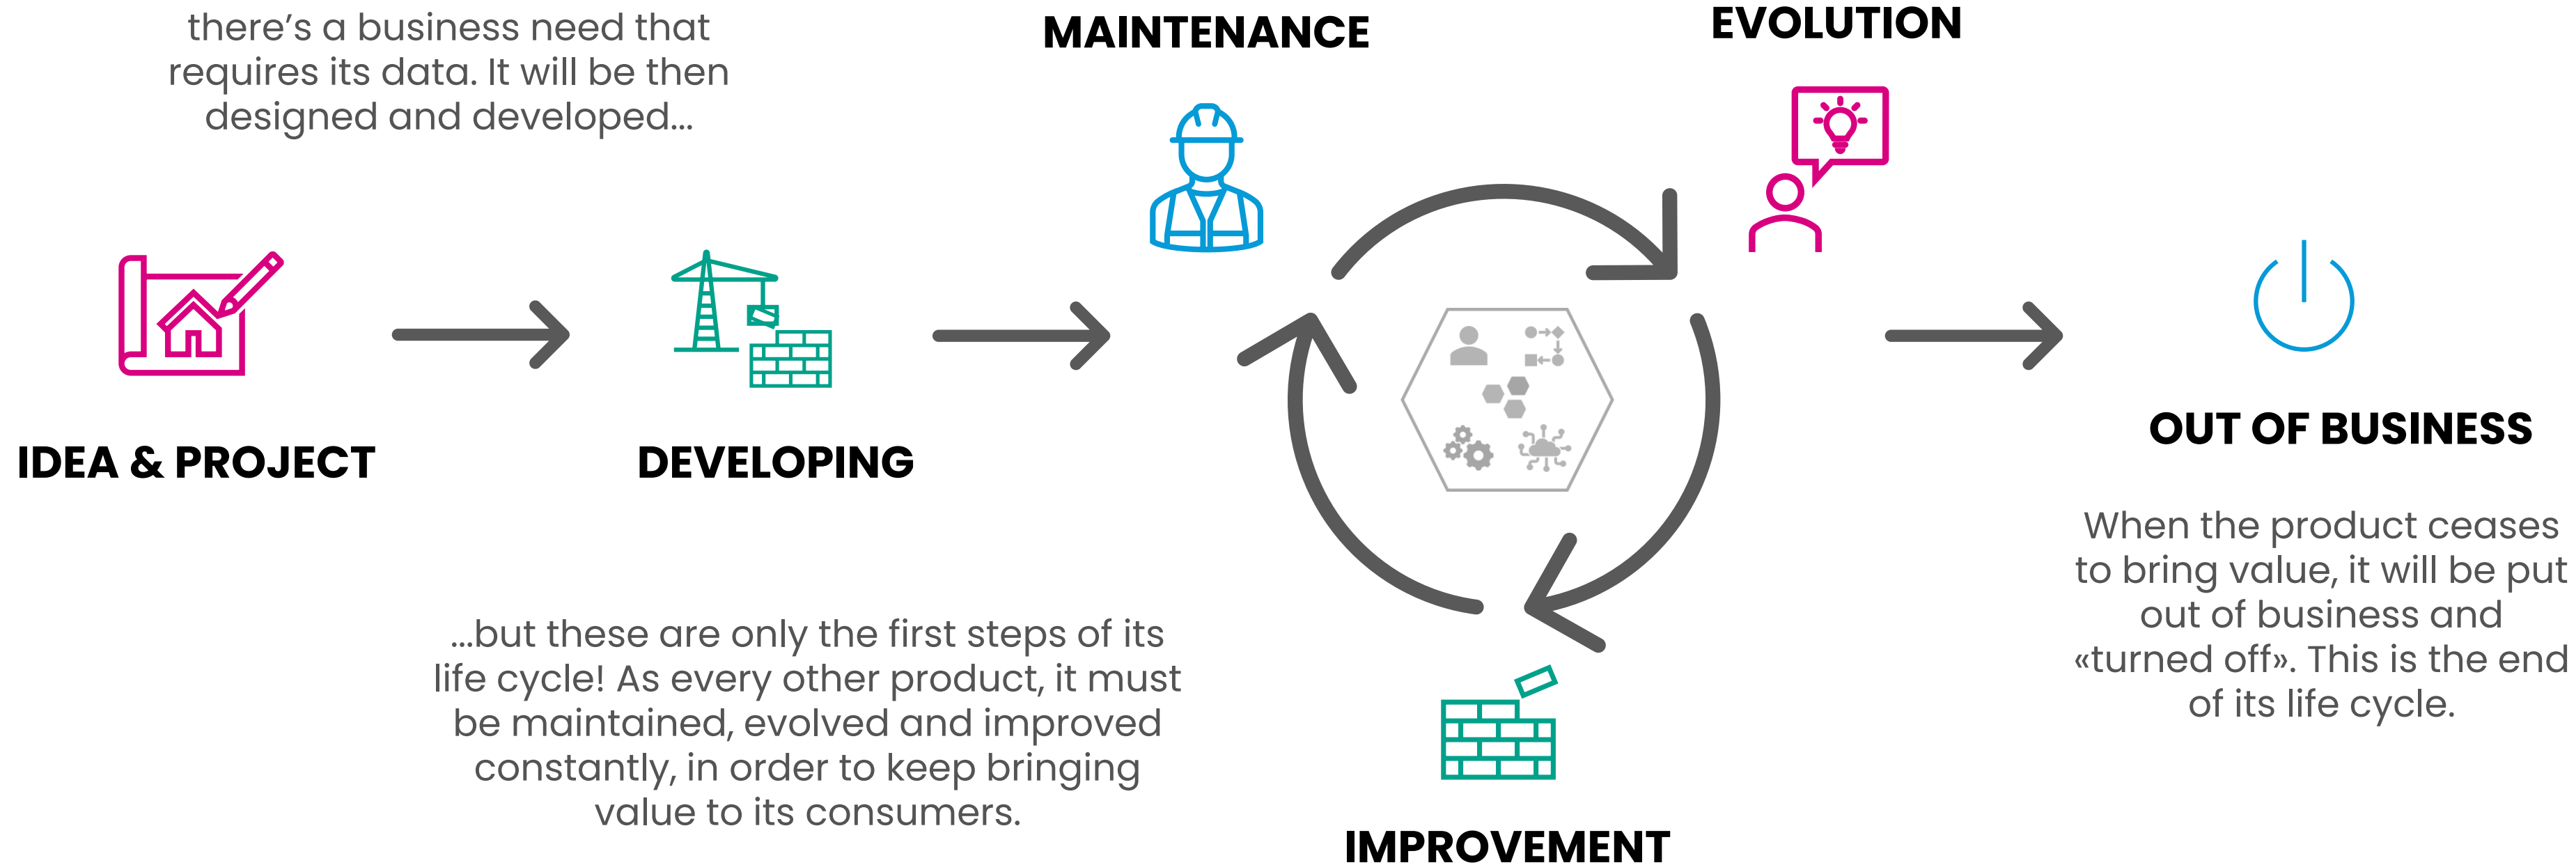 there’s a business need that
requires its data. It will be then
designed and developed...
IDEA & PROJECT
DEVELOPING
...but these are only the first steps of its
life cycle! As every other product, it must
be maintained, evolved and improved
constantly, in order to keep bringing
value to its consumers.
MAINTENANCE
EVOLUTION
IMPROVEMENT
OUT OF BUSINESS
When the product ceases
to bring value, it will be put
out of business and
«turned off». This is the end
of its life cycle.